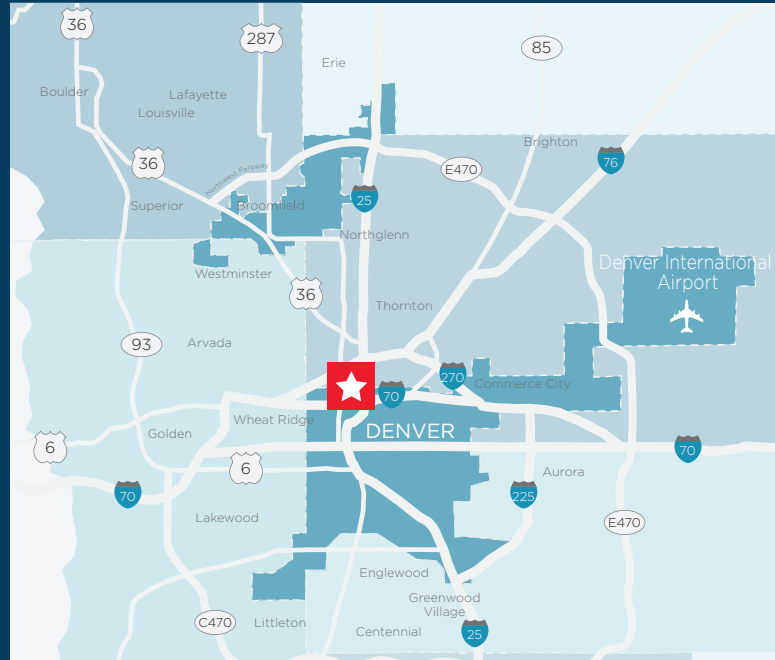 36
287
85
Erie
Boulder
Lafayette
Louisville
Brighton
36
76
E470
Northwest Parkway
25
Superior
Broomfield
Northglenn
Denver International
Airport
Westminster
36
Thornton
93
Arvada
270
Commerce City
70
Wheat Ridge
DENVER
Golden
6
70
6
Aurora
70
225
Lakewood
E470
Englewood
Greenwood
Village
C470
Littleton
Centennial
25